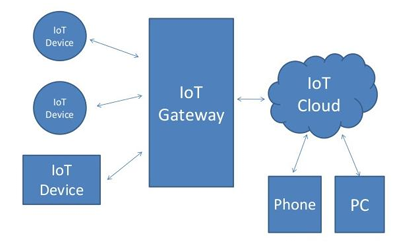 IoT
Device
IoT
Device
IoT
Device
IoT
Gateway
IoT
Cloud
Phone
PC